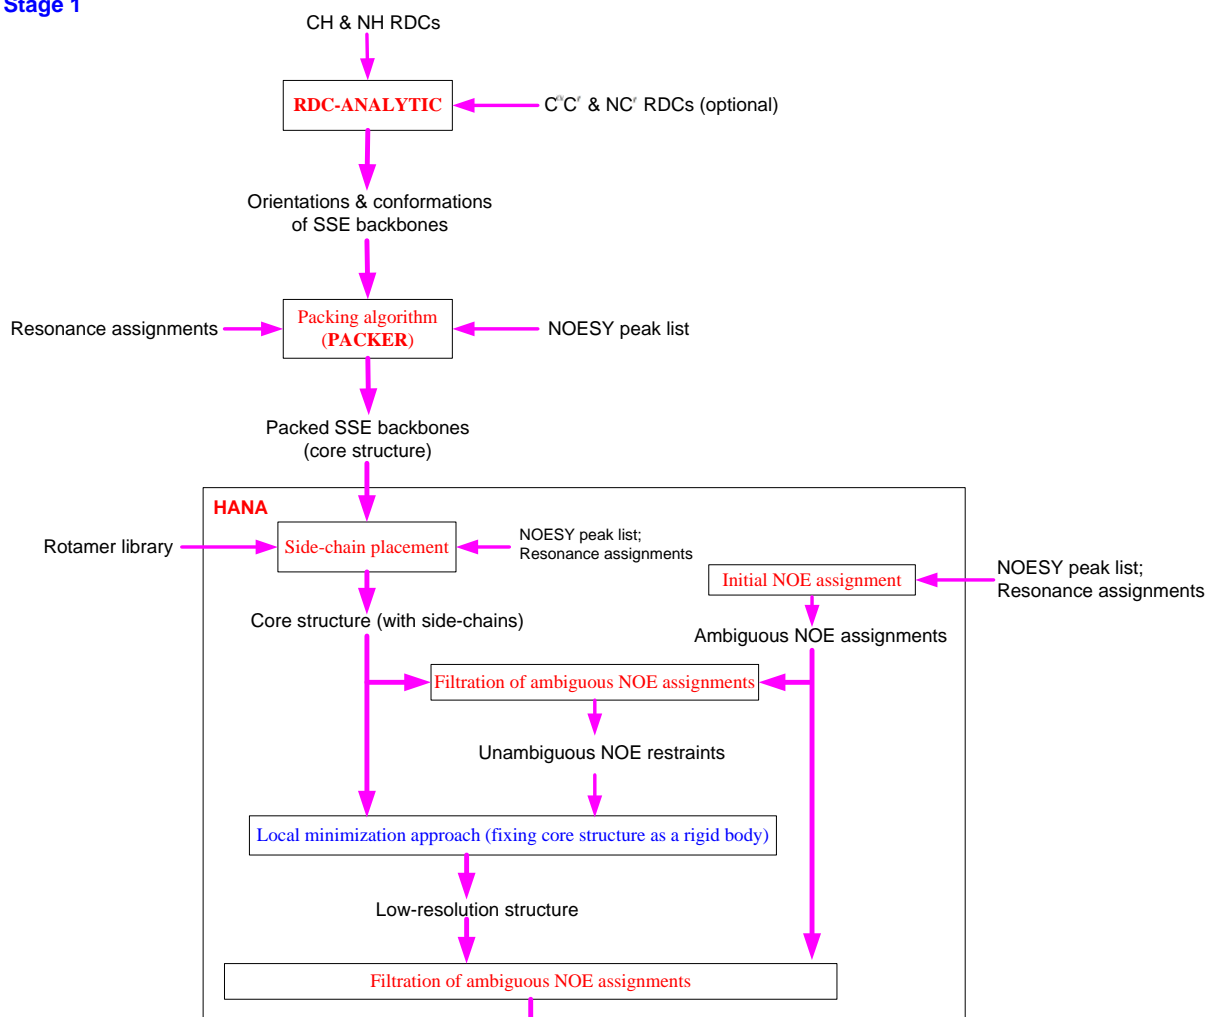 Stage 1
CH & NH RDCs
RDC-ANALYTIC
CαC' & NC' RDCs (optional)
Orientations & conformations
of SSE backbones
Resonance assignments
Packing algorithm
(PACKER)
NOESY peak list
Packed SSE backbones
(core structure)
HANA
Rotamer library
Side-chain placement
NOESY peak list;
Resonance assignments
Initial NOE assignment
NOESY peak list;
Resonance assignments
Core structure (with side-chains)
Ambiguous NOE assignments
Filtration of ambiguous NOE assignments
Unambiguous NOE restraints
Local minimization approach (fixing core structure as a rigid body)
Low-resolution structure
Filtration of ambiguous NOE assignments